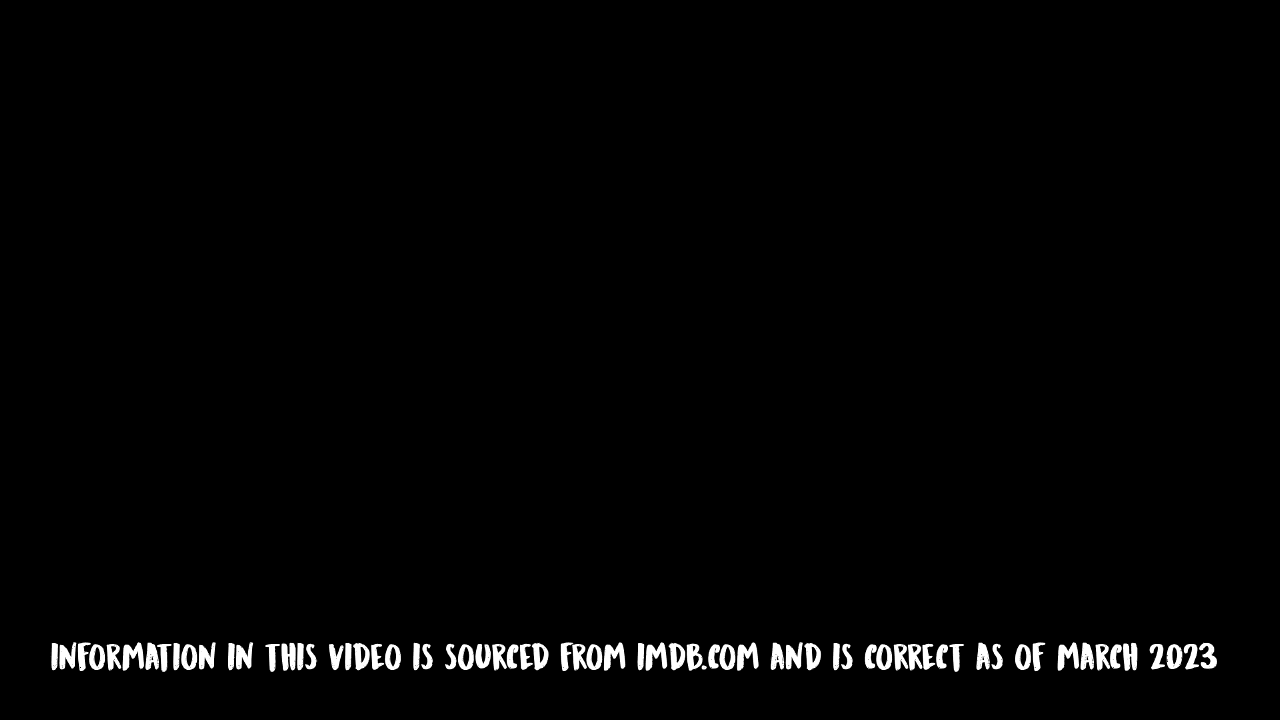 INFORMATION IN THIS VIDEO IS SOURCED FROM IMDB.COM AND IS CORRECT AS OF MARCH 2023